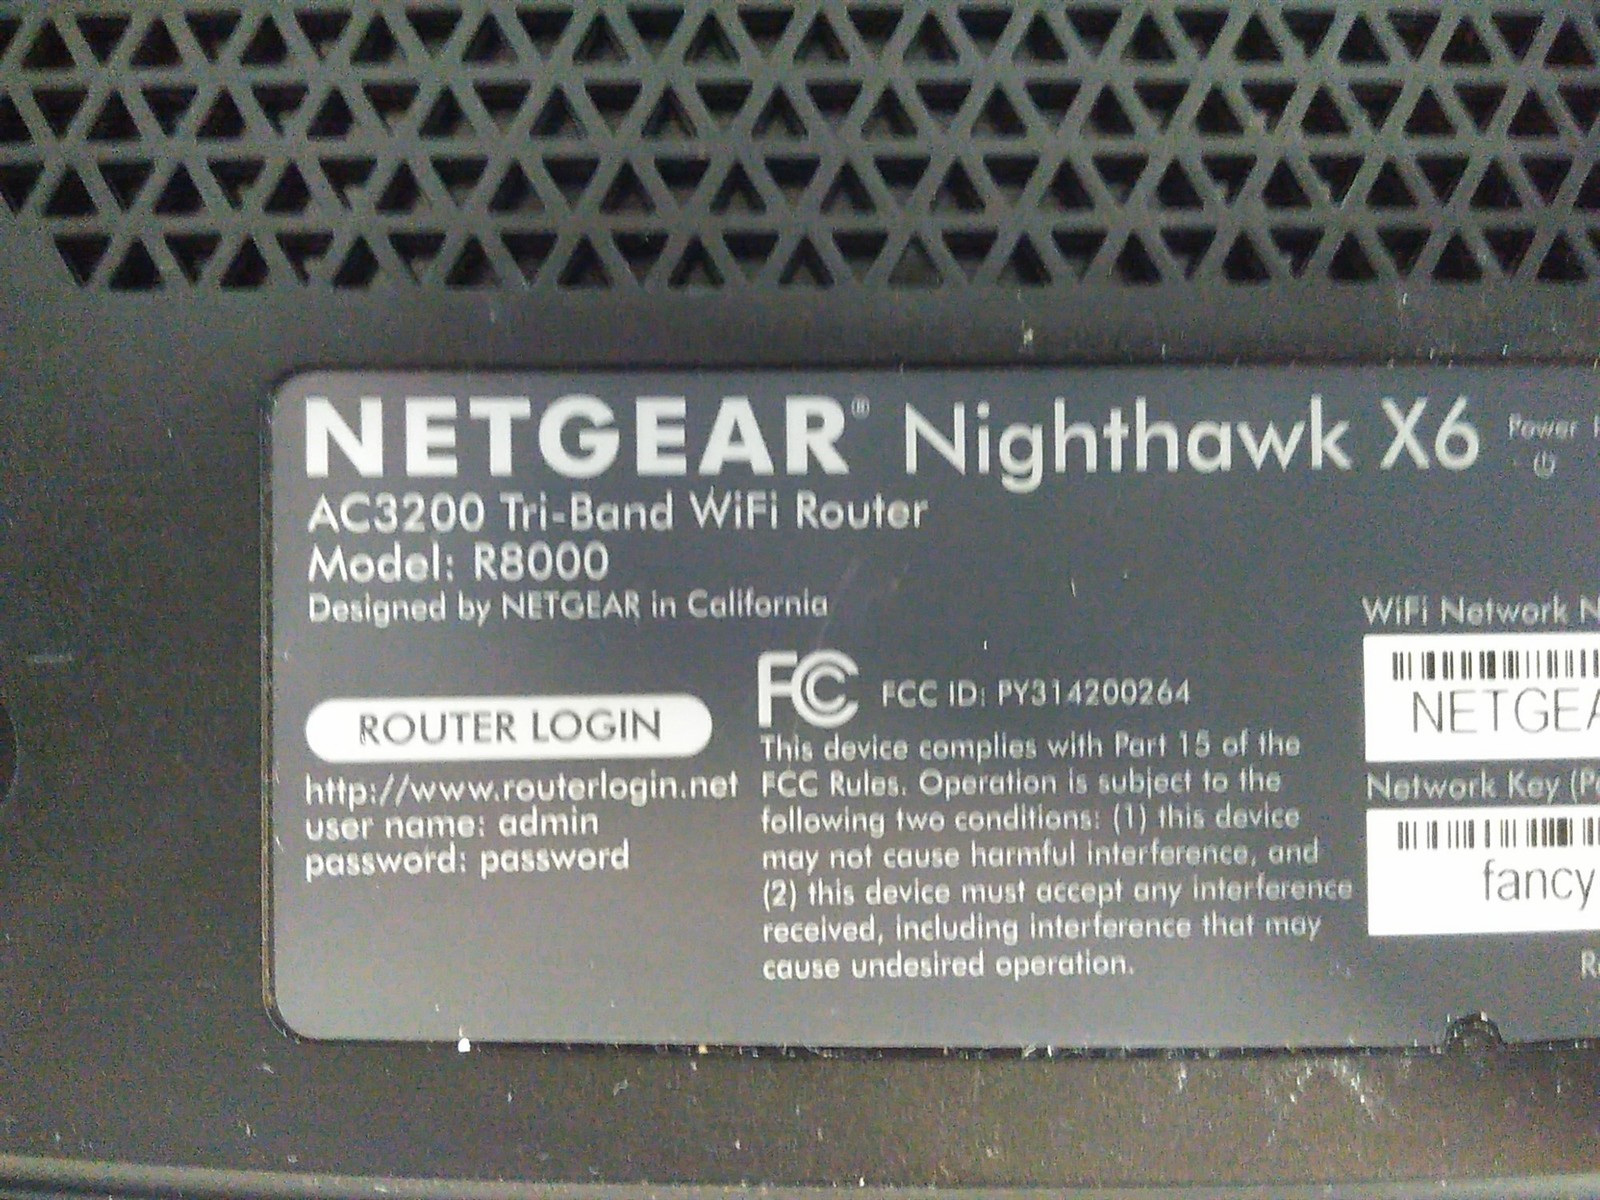 NETGEAR® Nighthawk X6
Power
AC3200 Tri-Band WiFi Router
Model: R8000
Designed by NETGEAR in California
ROUTER LOGIN
http://www.routerlogin.net
user name: admin
password: password
FC FCC ID: PY314200264
This device complies with Part 15 of the
FCC Rules. Operation is subject to the
following two conditions: (1) this device
may not cause harmful interference, and
(2) this device must accept any interference
received, including interference that may
cause undesired operation.
WiFi Network
NETGEA
Network Key
fancy